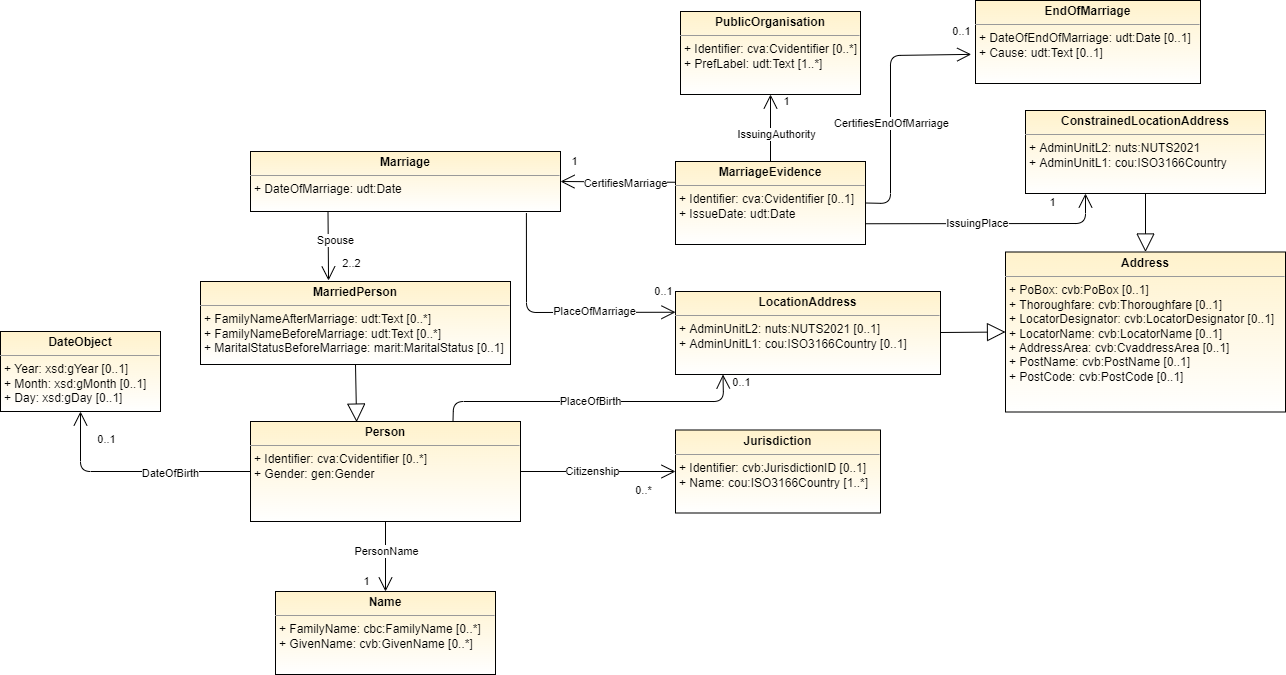 PublicOrganisation
+ Identifier: cva:Cvidentifier [0..*]
+ PrefLabel: udt:Text [1..*]
EndOfMarriage
+ DateOfEndOfMarriage: udt:Date [0..1]
+ Cause: udt:Text [0..1]
0..1
1
IssuingAuthority
CertifiesEndOfMarriage
ConstrainedLocationAddress
+ AdminUnitL2: nuts:NUTS2021
+ AdminUnitL1: cou:ISO3166Country
Marriage
+ DateOfMarriage: udt:Date
1
CertifiesMarriage
MarriageEvidence
+ Identifier: cva:Cvidentifier [0..1]
+ IssueDate: udt:Date
1
IssuingPlace
Spouse
2..2
MarriedPerson
+ FamilyNameAfterMarriage: udt:Text [0..*]
+ FamilyNameBeforeMarriage: udt:Text [0..*]
+ MaritalStatusBeforeMarriage: marit:MaritalStatus [0..1]
0..1
PlaceOfMarriage
LocationAddress
+ AdminUnitL2: nuts:NUTS2021 [0..1]
+ AdminUnitL1: cou:ISO3166Country [0..1]
Address
+ PoBox: cvb:PoBox [0..1]
+ Thoroughfare: cvb:Thoroughfare [0..1]
+ LocatorDesignator: cvb:LocatorDesignator [0..1]
+ LocatorName: cvb:LocatorName [0..1]
+ AddressArea: cvb:CvaddressArea [0..1]
+ PostName: cvb:PostName [0..1]
+ PostCode: cvb:PostCode [0..1]
DateObject
+ Year: xsd:gYear [0..1]
+ Month: xsd:gMonth [0..1]
+ Day: xsd:gDay [0..1]
0..1
PlaceOfBirth
0..1
DateOfBirth
Person
+ Identifier: cva:Cvidentifier [0..*]
+ Gender: gen:Gender
Citizenship
0..*
Jurisdiction
+ Identifier: cvb:JurisdictionID [0..1]
+ Name: cou:ISO3166Country [1..*]
PersonName
1
Name
+ FamilyName: cbc:FamilyName [0..*]
+ GivenName: cvb:GivenName [0..*]